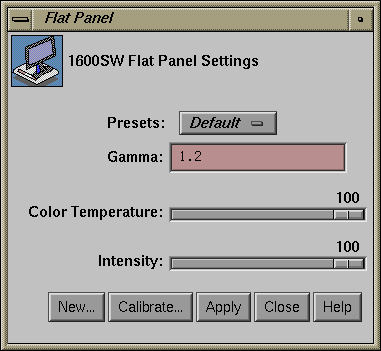 Flat Panel
1600SW Flat Panel Settings
Presets: Default
Gamma: 1.2
100
Color Temperature:
100
Intensity:
New... Calibrate... Apply Close Help